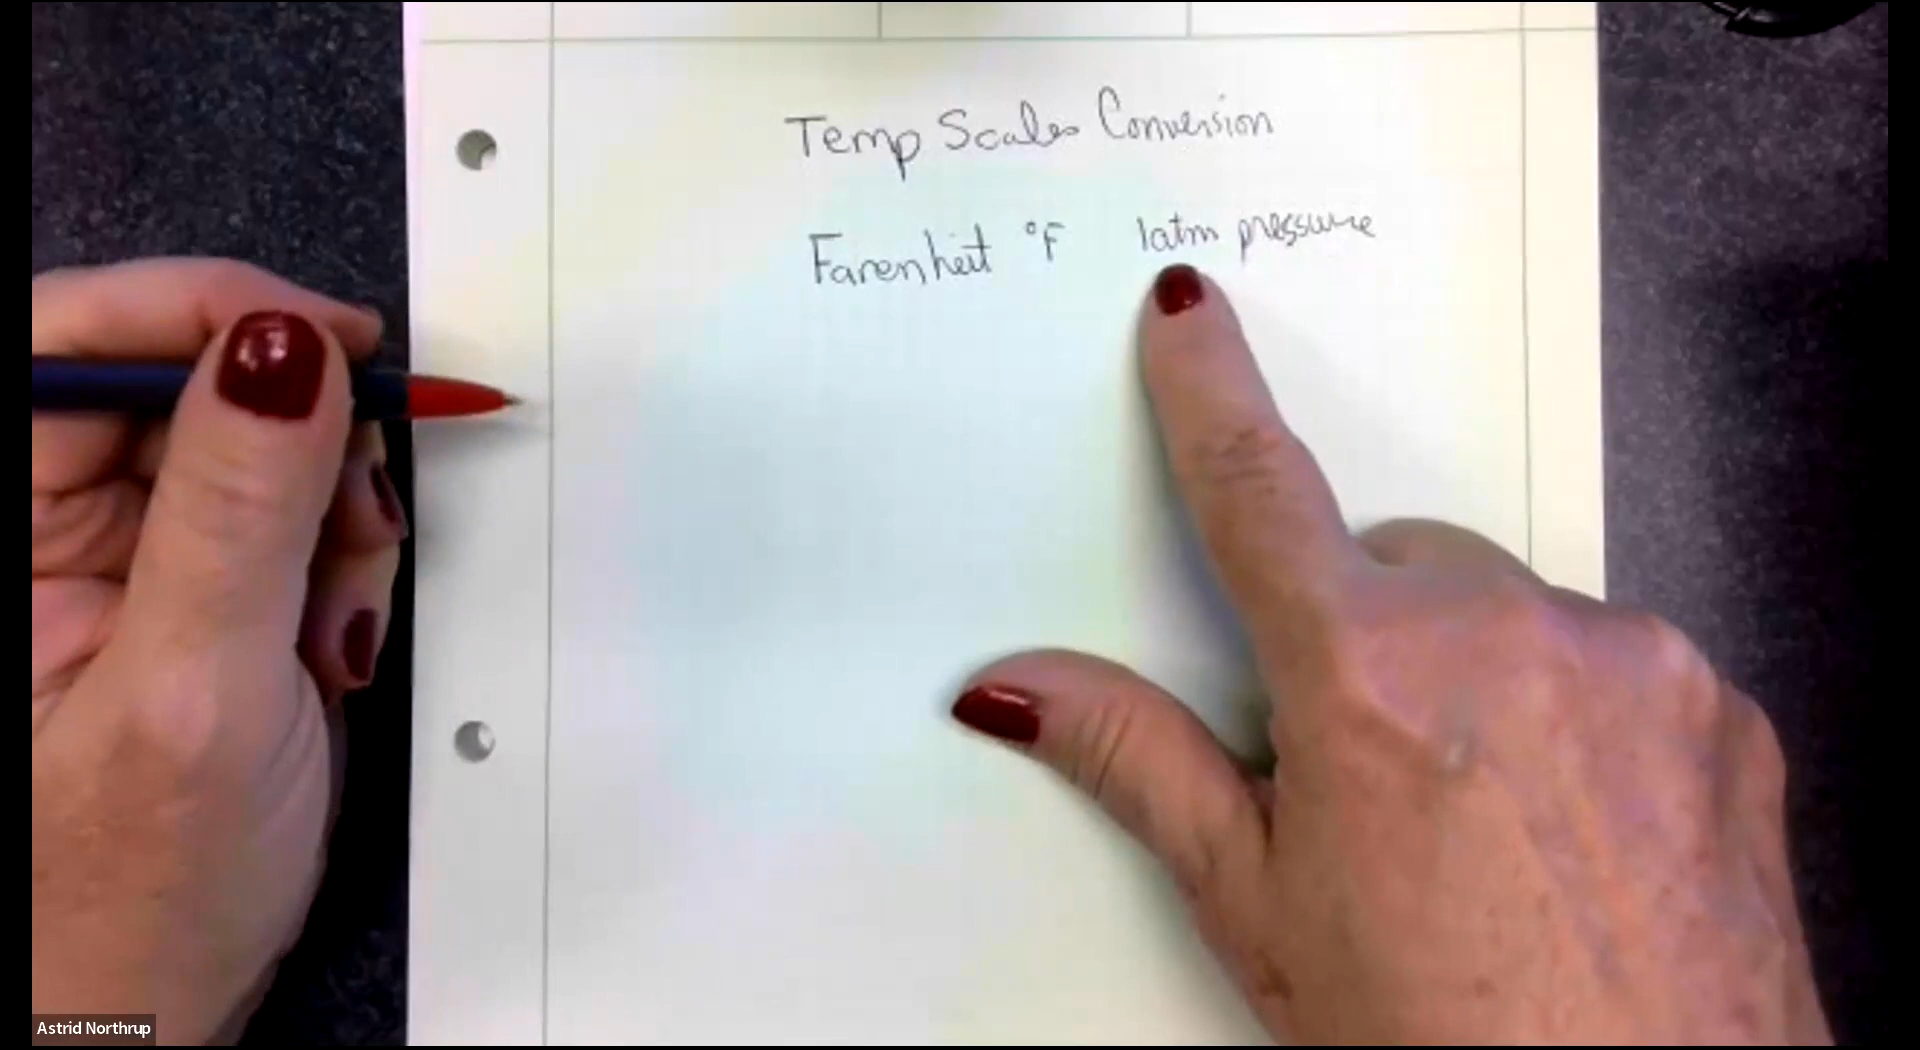 Temp Scales Conversion
Farenheit °F 1atm pressure
Astrid Northrup